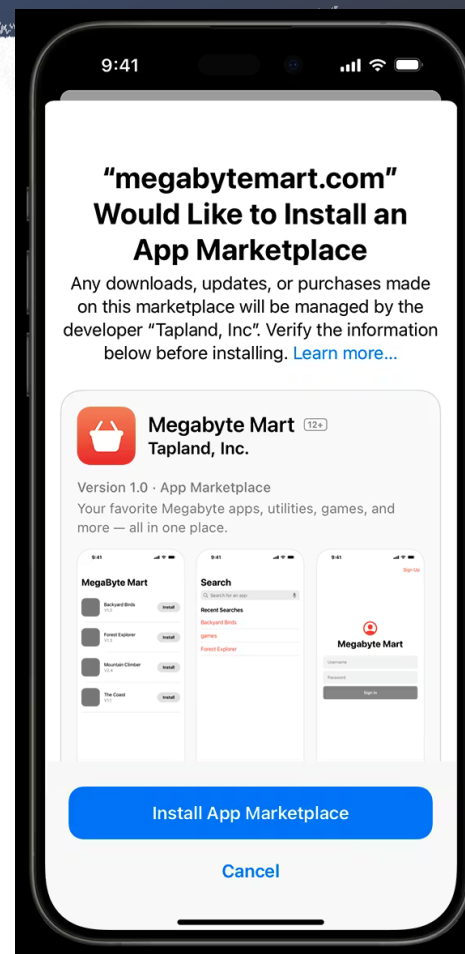 9:41
“megabytemart.com”
Would Like to Install an
App Marketplace
Any downloads, updates, or purchases made
on this marketplace will be managed by the
developer “Tapland, Inc”. Verify the information
below before installing. Learn more...
Megabyte Mart 12+
Tapland, Inc.
Version 1.0 · App Marketplace
Your favorite Megabyte apps, utilities, games, and
more — all in one place.
9:41
MegaByte Mart
Backyard Birds
V1.0
Install
Forest Explorer
Install
Mountain Climber
Install
The Coast
V1.1
Install
9:41
Search
Search for an app
Recent Searches
Backyard Birds
games
Forest Explorer
9:41
Sign Up
Megabyte Mart
Username
Password
Sign In
Install App Marketplace
Cancel